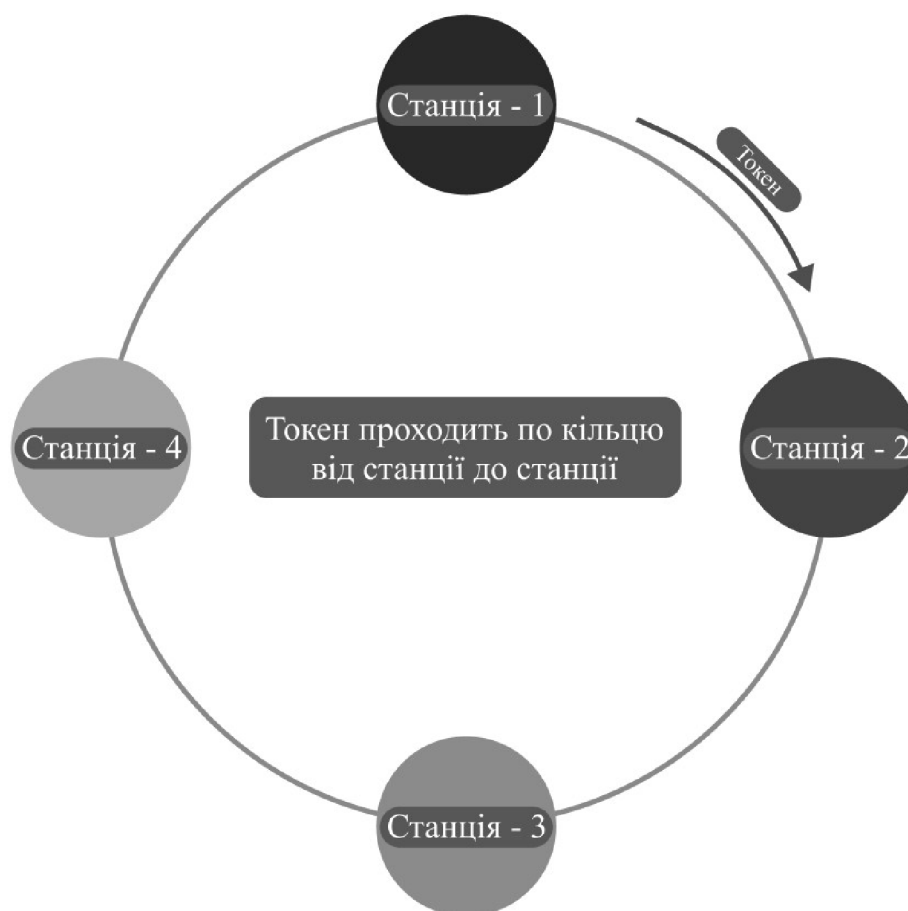 Станція - 1
Токен
Станція - 4
Токен проходить по кільцю
від станції до станції
Станція - 2
Станція - 3